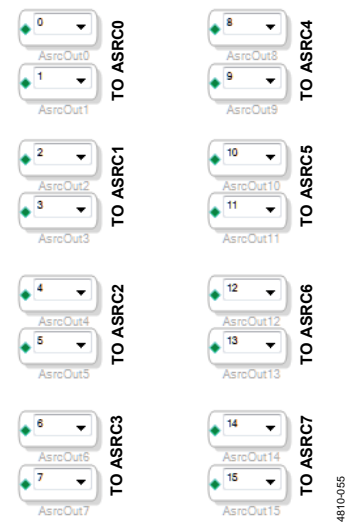 0
AsrcOut0
1
AsrcOut1
TO ASRC0
2
AsrcOut2
3
AsrcOut3
TO ASRC1
4
AsrcOut4
5
AsrcOut5
TO ASRC2
6
AsrcOut6
7
AsrcOut7
TO ASRC3
8
AsrcOut8
9
AsrcOut9
TO ASRC4
10
AsrcOut10
11
AsrcOut11
TO ASRC5
12
AsrcOut12
13
AsrcOut13
TO ASRC6
14
AsrcOut14
15
AsrcOut15
TO ASRC7
4810-055